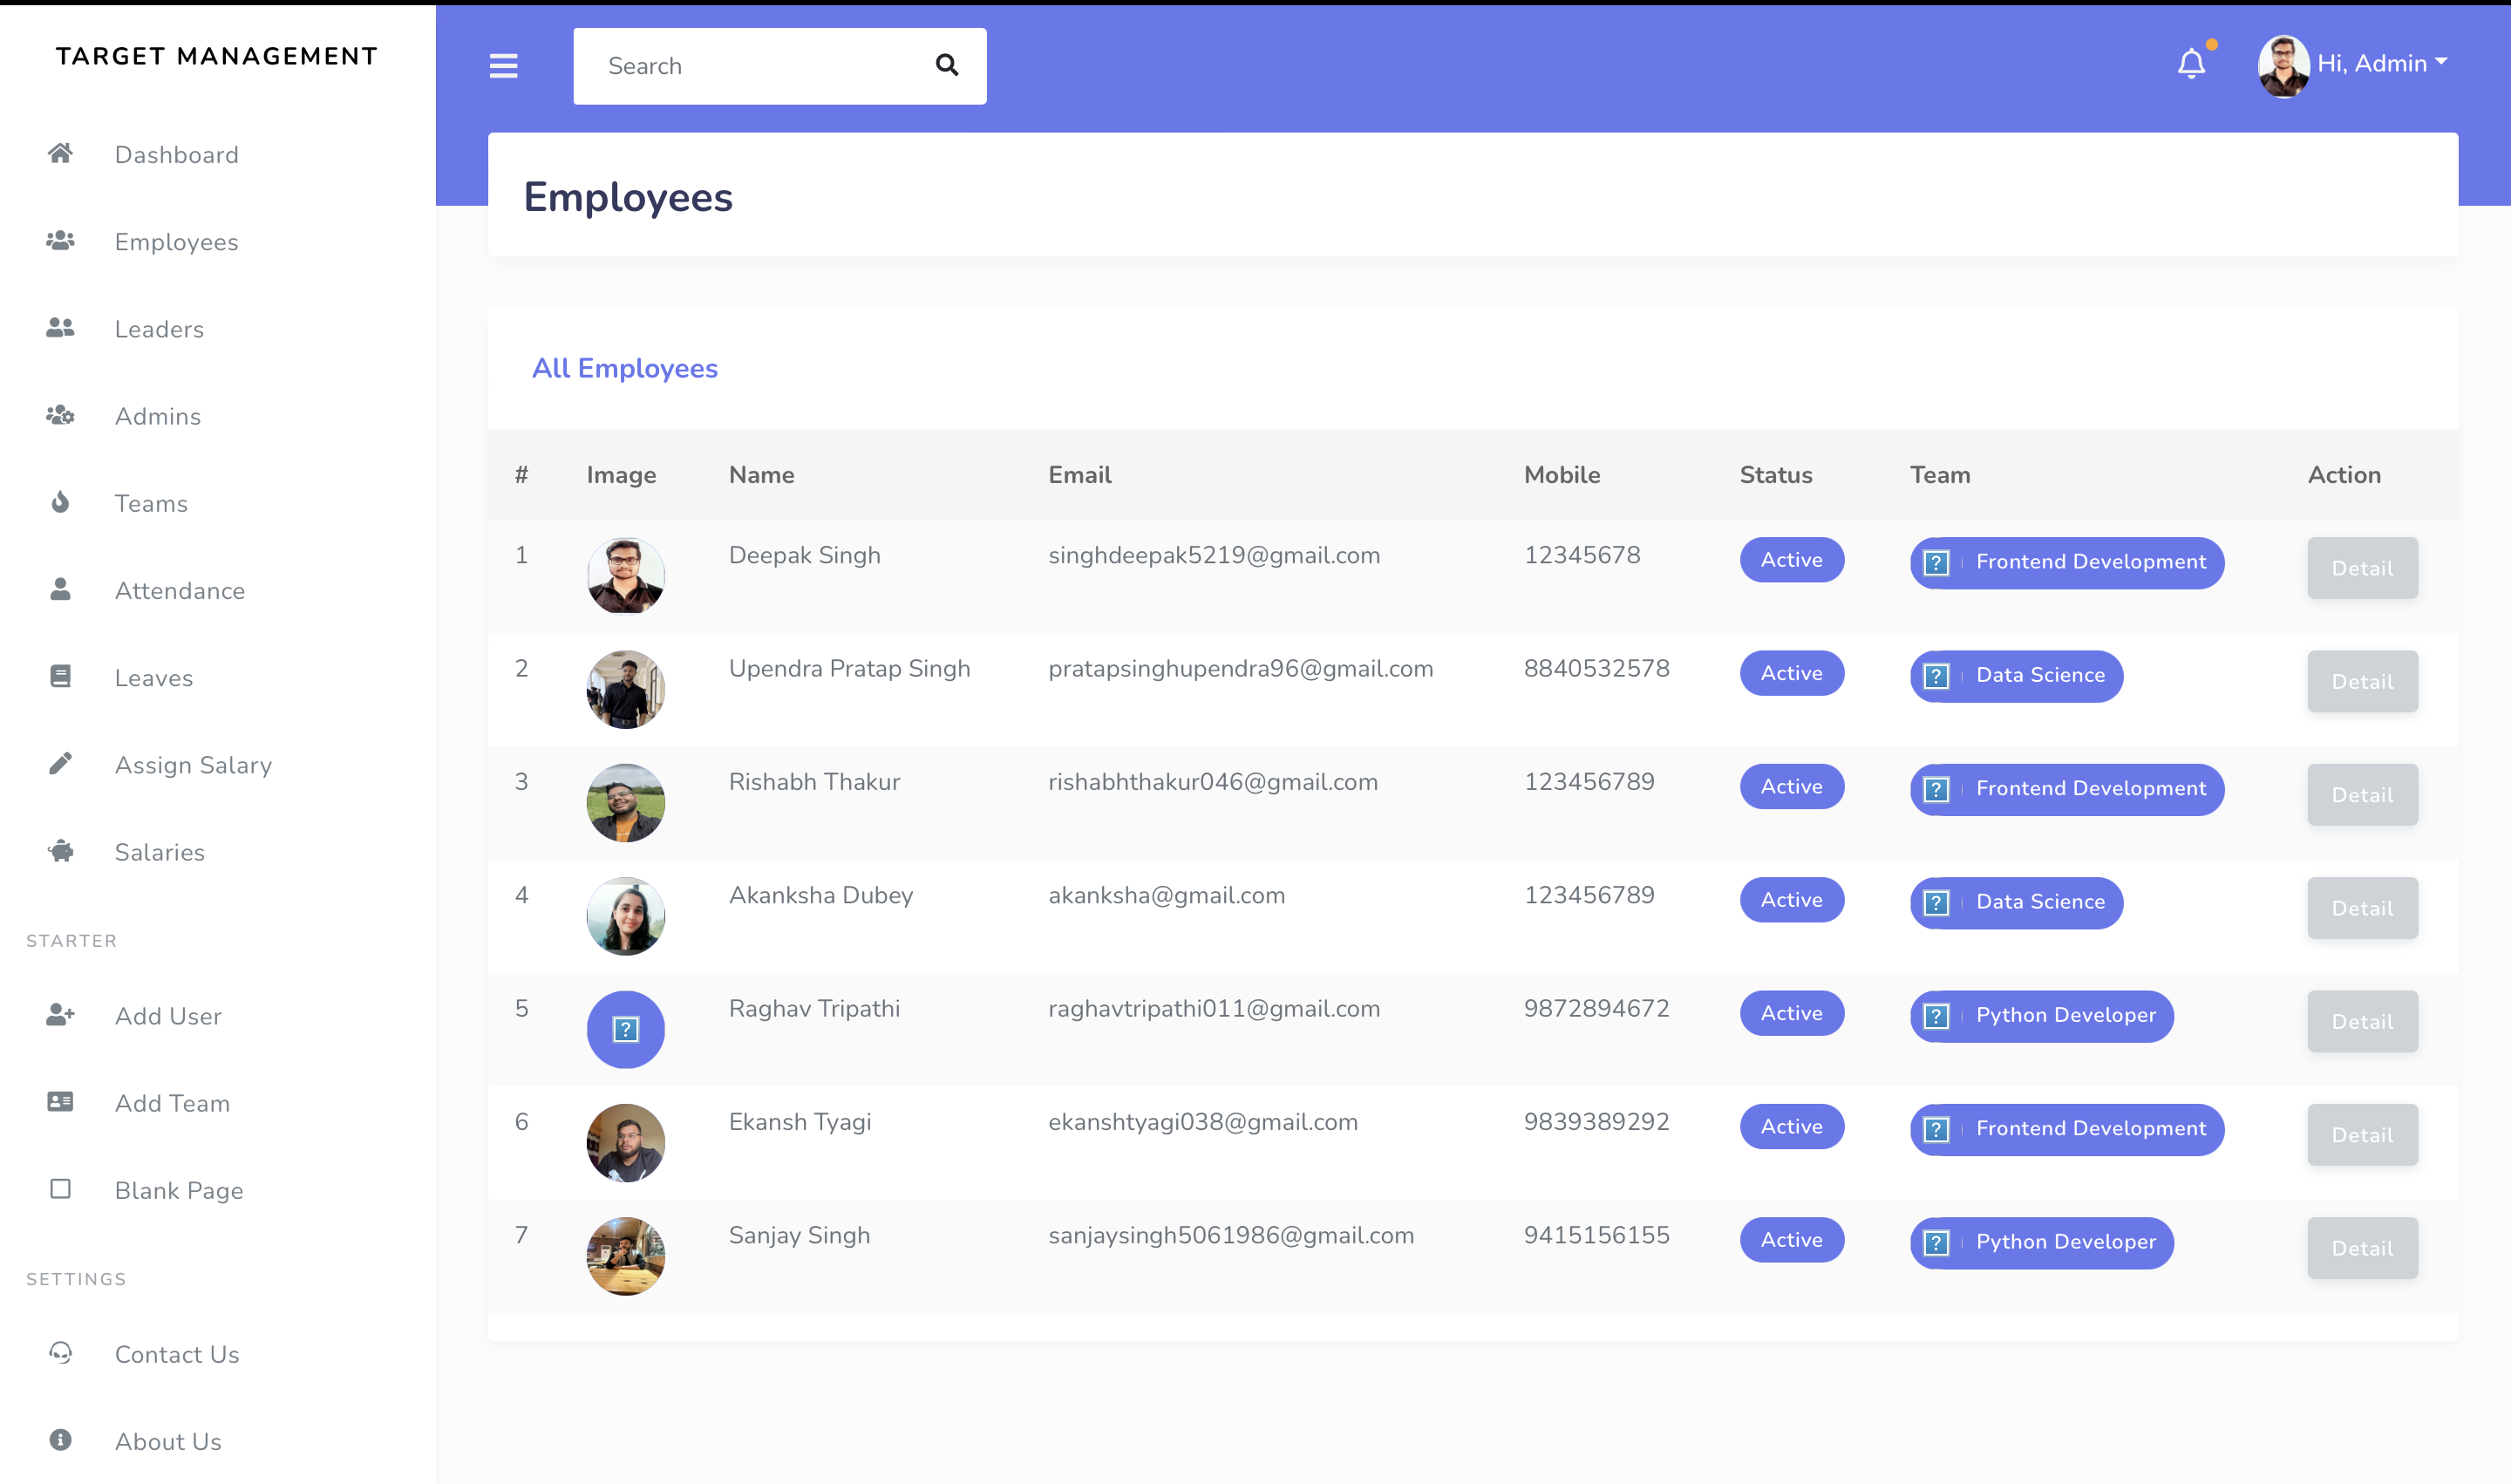 TARGET MANAGEMENT
Search
Hi, Admin
Dashboard
Employees
Leaders
Admins
Teams
Attendance
Leaves
Assign Salary
Salaries
STARTER
Add User
Add Team
Blank Page
SETTINGS
Contact Us
About Us
Employees
All Employees
# Image Name Email Mobile Status Team Action
1 Deepak Singh singhdeepak5219@gmail.com 12345678 Active Frontend Development Detail
2 Upendra Pratap Singh pratapsinghupendra96@gmail.com 8840532578 Active Data Science Detail
3 Rishabh Thakur rishabhthakur046@gmail.com 123456789 Active Frontend Development Detail
4 Akanksha Dubey akanksha@gmail.com 123456789 Active Data Science Detail
5 Raghav Tripathi raghavtripathi011@gmail.com 9872894672 Active Python Developer Detail
6 Ekansh Tyagi ekanshtyagi038@gmail.com 9839389292 Active Frontend Development Detail
7 Sanjay Singh sanjaysingh5061986@gmail.com 9415156155 Active Python Developer Detail